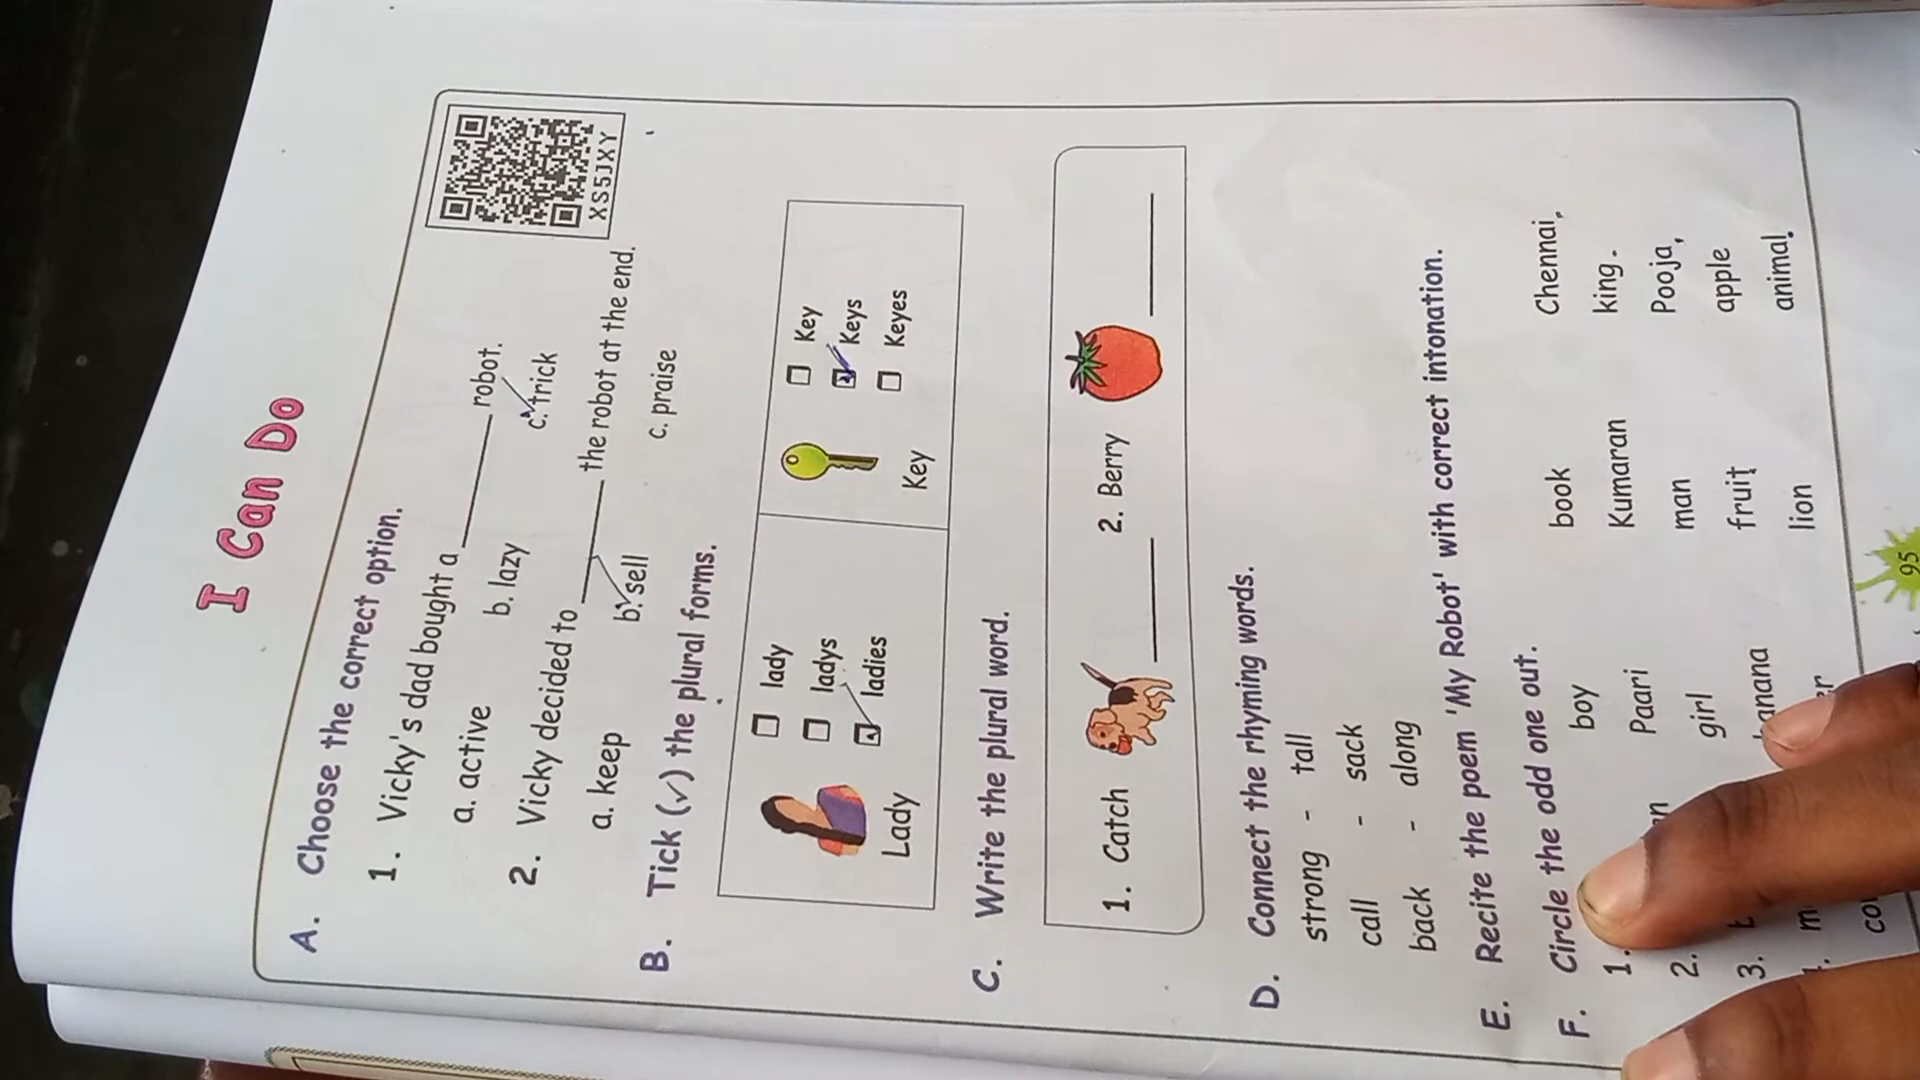 I Can Do
XS5JXY
A. Choose the correct option.
1. Vicky's dad bought a ________ robot.
a. active b. lazy c. trick
2. Vicky decided to ________ the robot at the end.
a. keep b. sell c. praise
B. Tick (✓) the plural forms.
lady
ladys
ladies
Lady
Key
Keys
Keyes
Key
C. Write the plural word.
1. Catch ________ 2. Berry ________
D. Connect the rhyming words.
strong - tall
call - sack
back - along
E. Recite the poem 'My Robot' with correct intonation.
F. Circle the odd one out.
1. boy book Chennai,
2. Paari Kumaran king.
3. girl man Pooja,
fruit apple
lion animal.
95